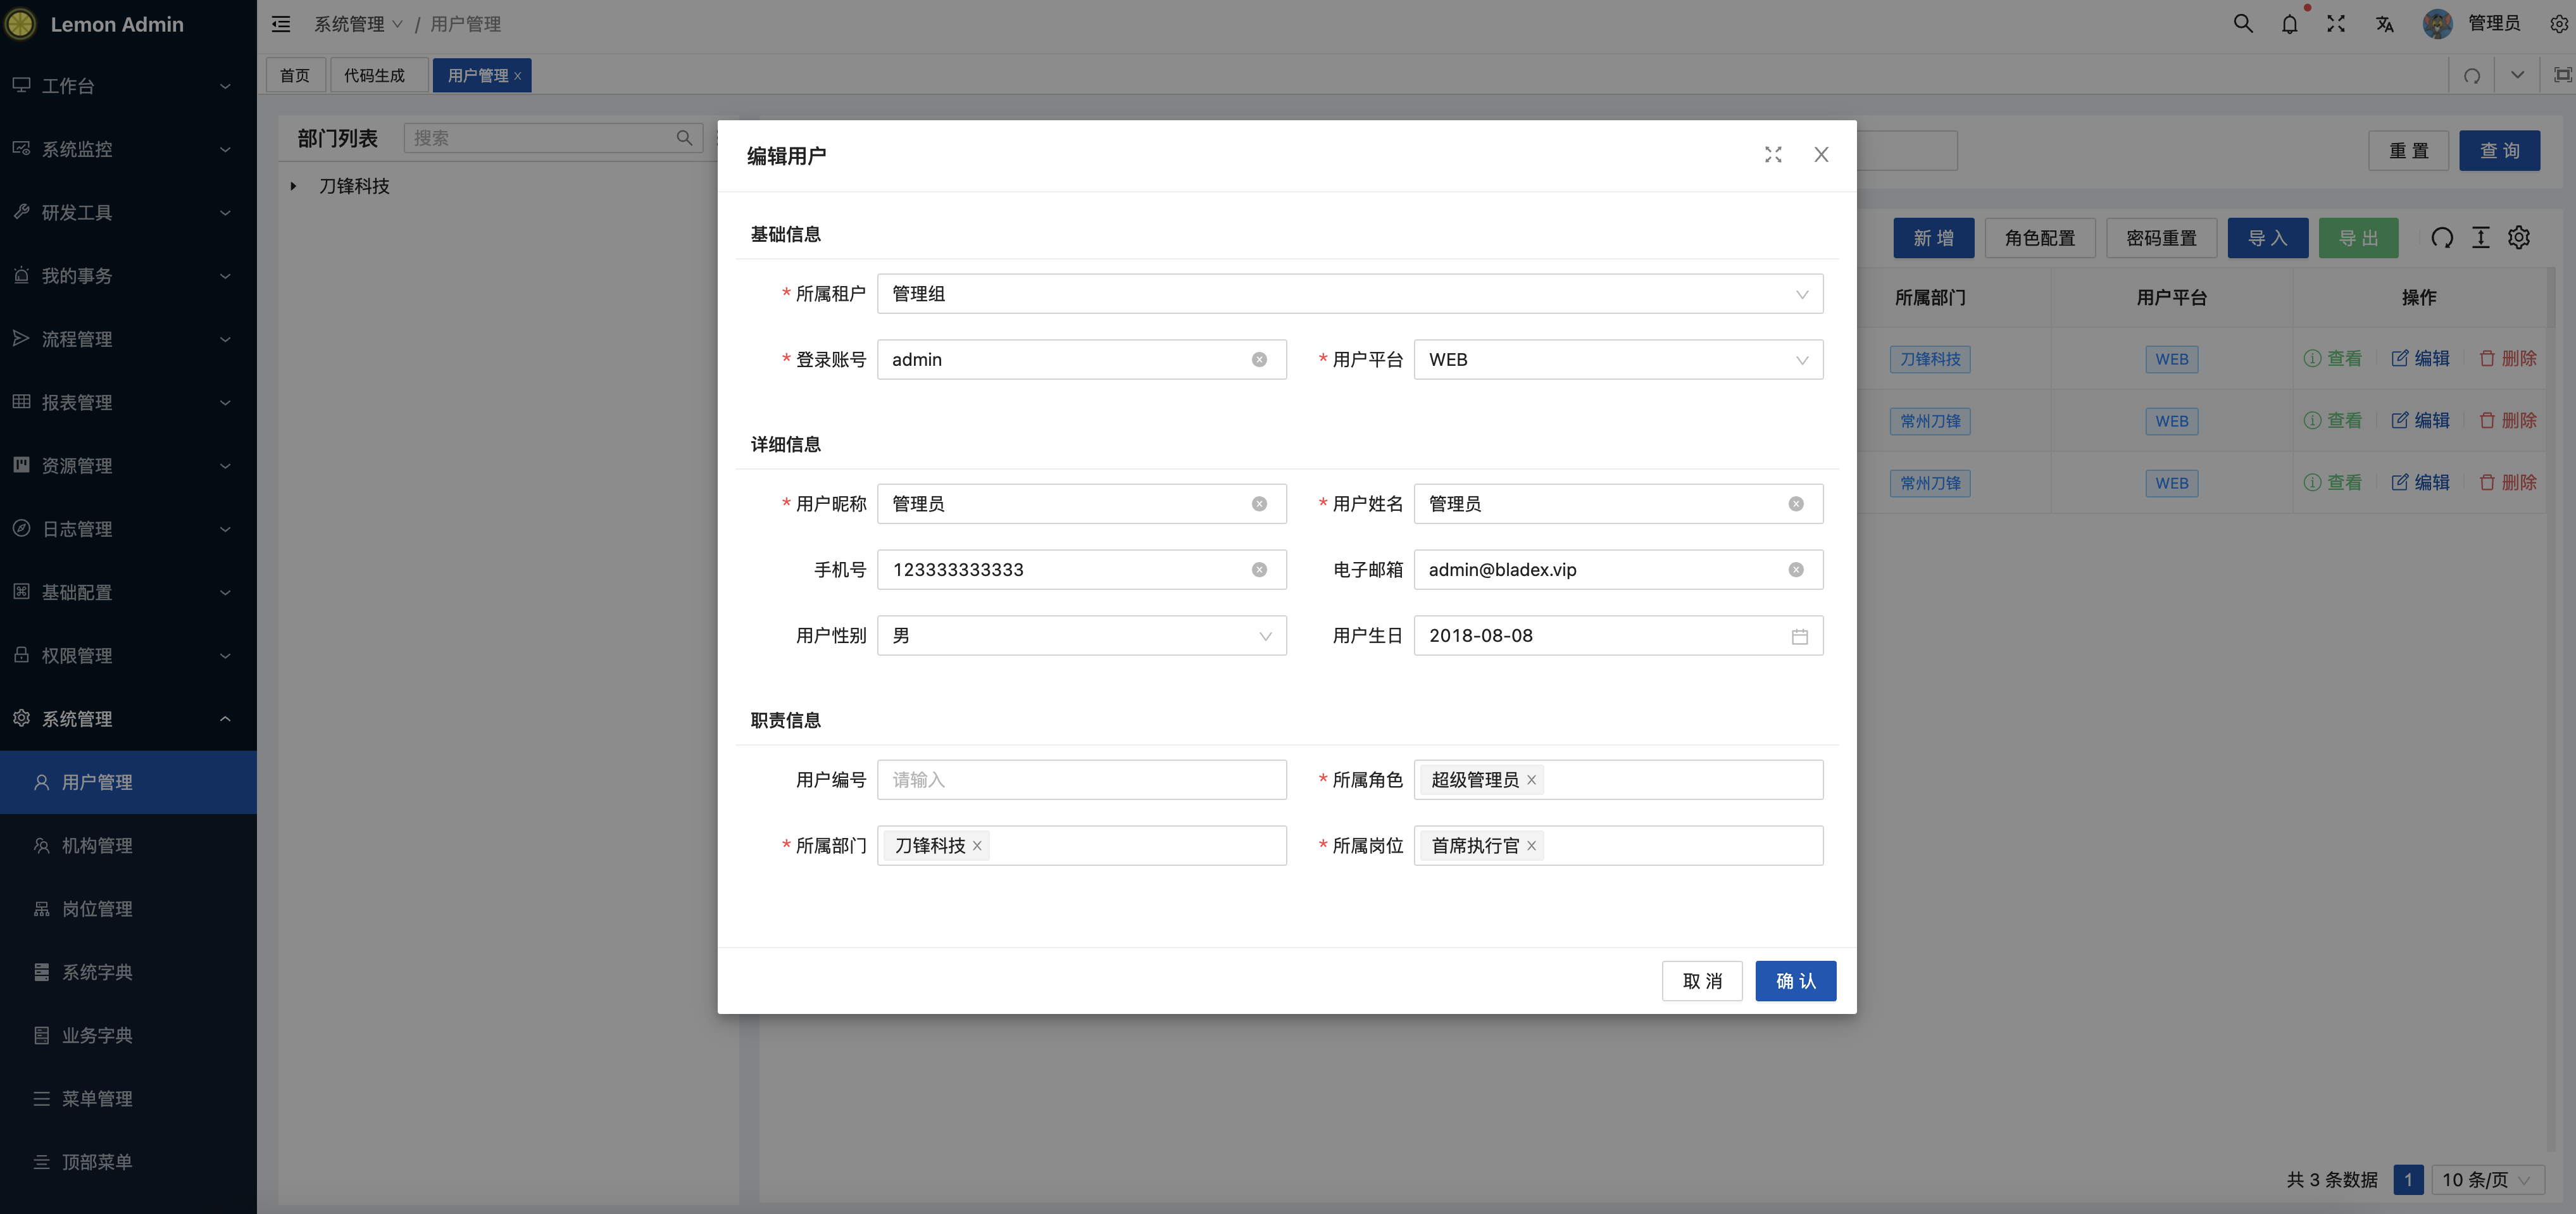 Lemon Admin
系统管理 / 用户管理
管理员
首页
代码生成
用户管理 x
工作台
系统监控
研发工具
我的事务
流程管理
报表管理
资源管理
日志管理
基础配置
权限管理
系统管理
用户管理
机构管理
岗位管理
系统字典
业务字典
菜单管理
顶部菜单
部门列表
搜索
刀锋科技
重 置
查 询
新 增
角色配置
密码重置
导 入
导 出
所属部门 用户平台 操作
刀锋科技 WEB 查看 编辑 删除
常州刀锋 WEB 查看 编辑 删除
常州刀锋 WEB 查看 编辑 删除
共 3 条数据 1 10 条/页
编辑用户
基础信息
* 所属租户 管理组
* 登录账号 admin * 用户平台 WEB
详细信息
* 用户昵称 管理员 * 用户姓名 管理员
手机号 123333333333 电子邮箱 admin@bladex.vip
用户性别 男 用户生日 2018-08-08
职责信息
用户编号 请输入 * 所属角色 超级管理员
* 所属部门 刀锋科技 * 所属岗位 首席执行官
取 消
确 认